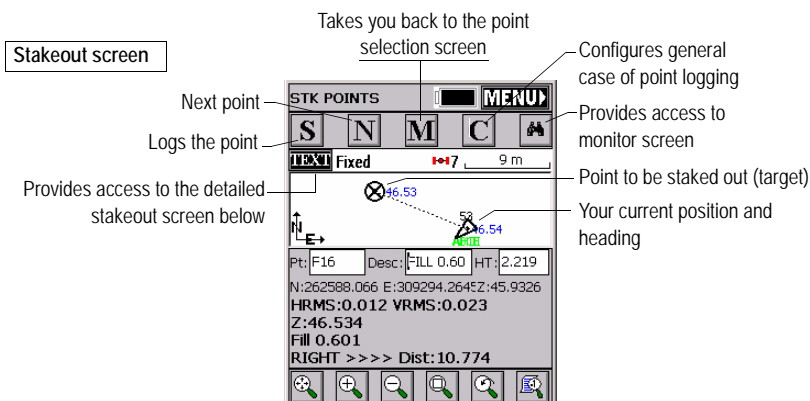 Takes you back to the point
selection screen
Stakeout screen
Configures general
case of point logging
Next point
Logs the point
Provides access to
monitor screen
Provides access to the detailed
stakeout screen below
Point to be staked out (target)
Your current position and
heading
STK POINTS MENU
S N M C
TEXT Fixed 7 9 m
46.53
53
46.54
N
E
Pt: F16 Desc: FILL 0.60 HT: 2.219
N:262588.066 E:309294.2645 Z:45.9326
HRMS:0.012 VRMS:0.023
Z:46.534
Fill 0.601
RIGHT >>>> Dist:10.774